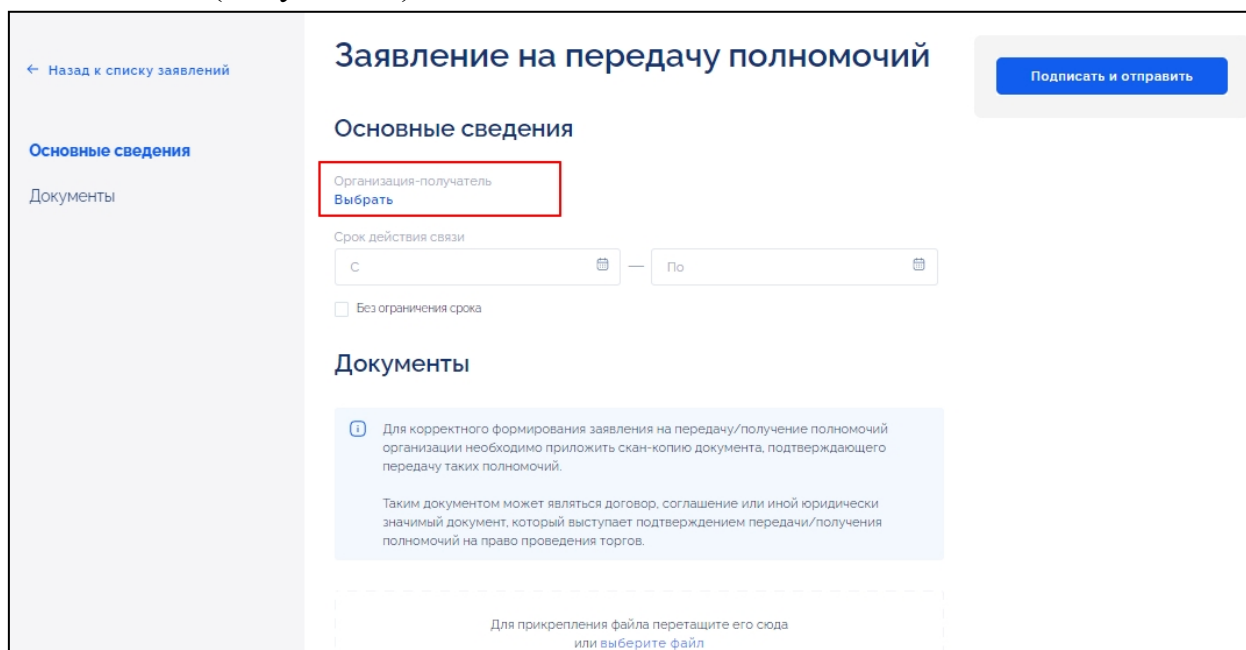 ← Назад к списку заявлений
Основные сведения
Документы
Заявление на передачу полномочий
Подписать и отправить
Основные сведения
Организация-получатель
Выбрать
Срок действия связи
С — По
Без ограничения срока
Документы
Для корректного формирования заявления на передачу/получение полномочий
организации необходимо приложить скан-копию документа, подтверждающего
передачу таких полномочий.
Таким документом может являться договор, соглашение или иной юридически
значимый документ, который выступает подтверждением передачи/получения
полномочий на право проведения торгов.
Для прикрепления файла перетащите его сюда
или выберите файл